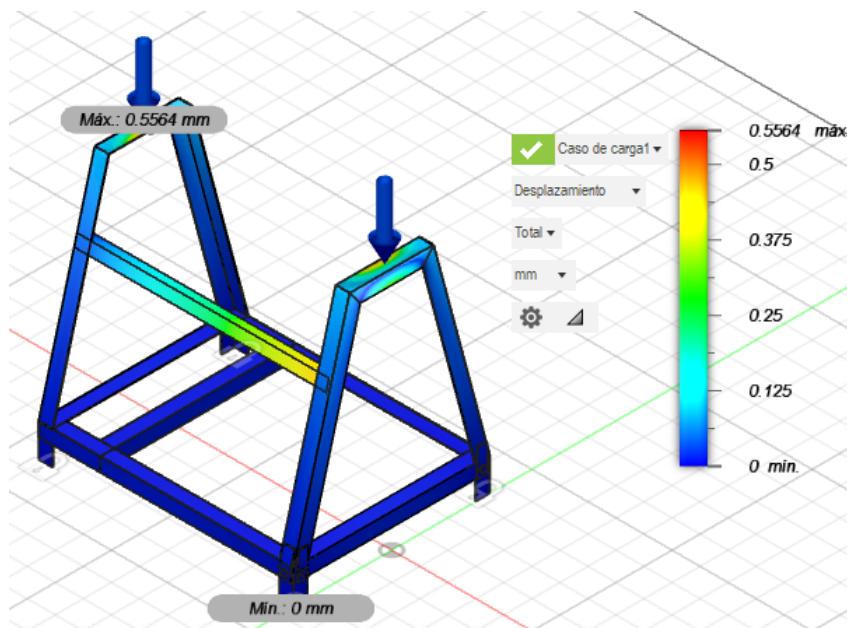 Máx.: 0.5564 mm
Caso de carga1
Desplazamiento
Total
mm
0.5564 máx.
0.5
0.375
0.25
0.125
0 mín.
Mín.: 0 mm